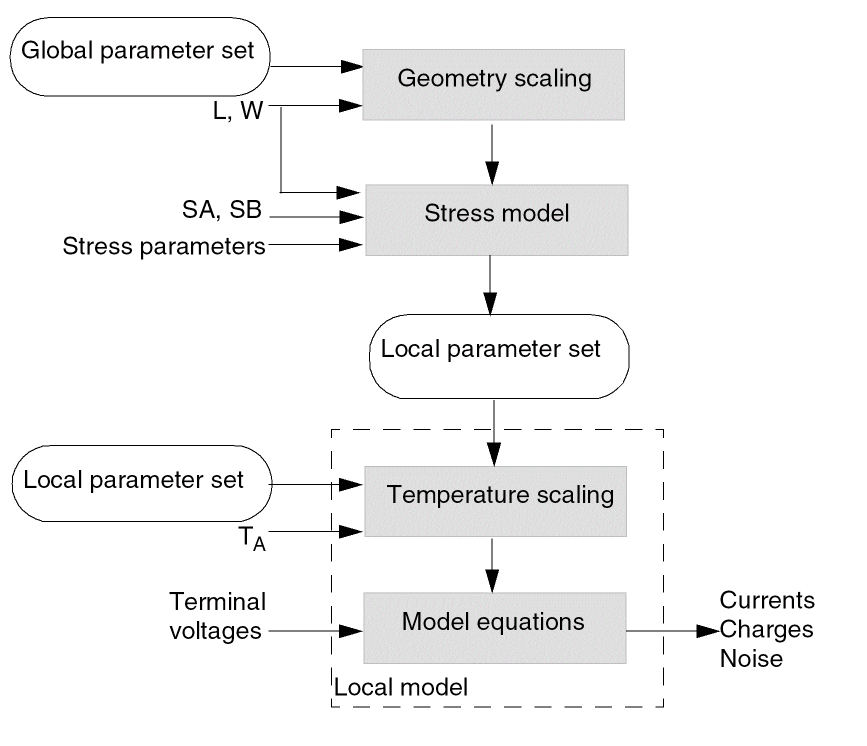 Global parameter set
Geometry scaling
L, W
SA, SB
Stress model
Stress parameters
Local parameter set
Local parameter set
Temperature scaling
TA
Terminal
voltages
Model equations
Currents
Charges
Noise
Local model